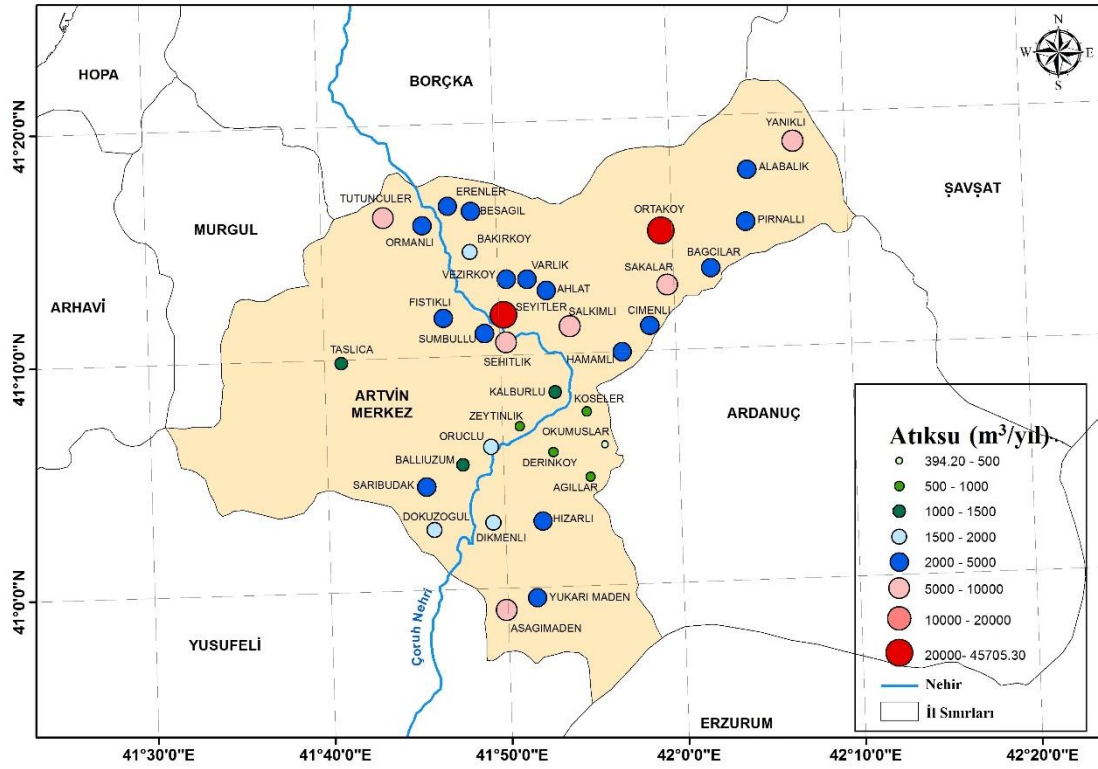 HOPA
BORÇKA
N
W E
S
41°20'0"N
YANIKLI
ALABALIK
ŞAVŞAT
TUTUNCULER
ERENLER
BESAGIL
ORTAKOY
PIRNALLI
MURGUL
ORMANLI
BAKIRKOY
BAGCILAR
VEZIRKOY
VARLIK
SAKALAR
AHLAT
ARHAVİ
FISTIKLI
SEYITLER
SALKIMLI
CIMENLI
SUMBULLU
SEHITLIK
HAMAMLI
41°10'0"N
TASLICA
ARTVİN
MERKEZ
KALBURLU
KOSELER
ARDANUÇ
ZEYTINLIK
ORUCLU
OKUMUSLAR
BALLIUZUM
DERINKOY
AGILLAR
SARIBUDAK
DOKUZOGUL
DIKMENLI
HIZARLI
41°0'0"N
YUKARI MADEN
ASAGIMADEN
YUSUFELİ
Çoruh Nehri
ERZURUM
Atıksu (m³/yıl)
394.20 - 500
500 - 1000
1000 - 1500
1500 - 2000
2000 - 5000
5000 - 10000
10000 - 20000
20000- 45705.30
Nehir
İl Sınırları
41°30'0"E 41°40'0"E 41°50'0"E 42°0'0"E 42°10'0"E 42°20'0"E